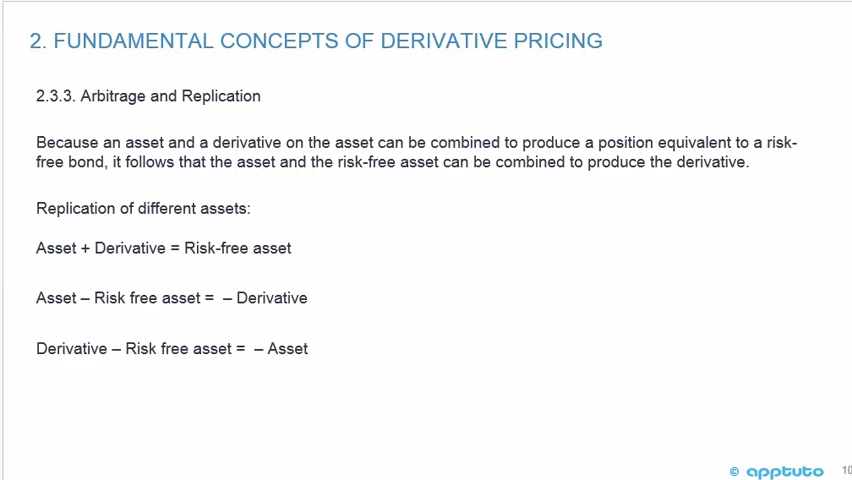 2. FUNDAMENTAL CONCEPTS OF DERIVATIVE PRICING
2.3.3. Arbitrage and Replication
Because an asset and a derivative on the asset can be combined to produce a position equivalent to a risk-
free bond, it follows that the asset and the risk-free asset can be combined to produce the derivative.
Replication of different assets:
Asset + Derivative = Risk-free asset
Asset – Risk free asset = – Derivative
Derivative – Risk free asset = – Asset
© apptuto
10